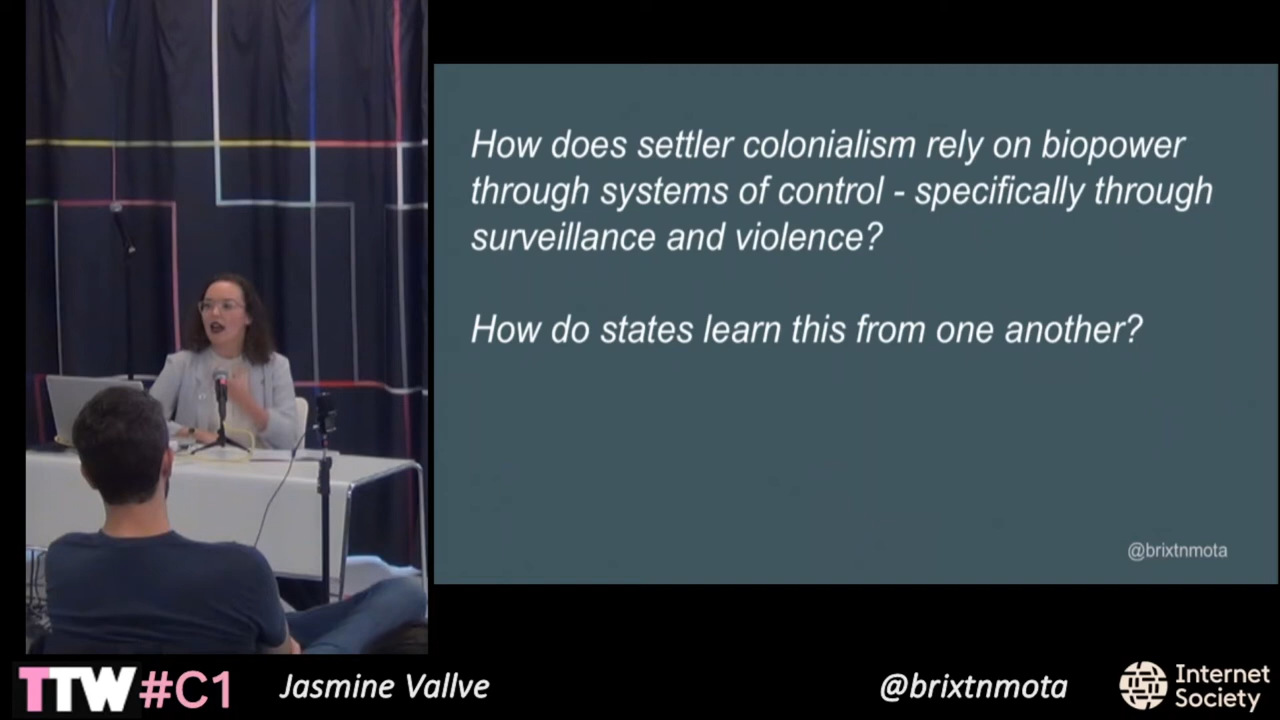 How does settler colonialism rely on biopower
through systems of control - specifically through
surveillance and violence?
How do states learn this from one another?
@brixtnmota
TTW#C1
Jasmine Vallve
@brixtnmota
Internet
Society